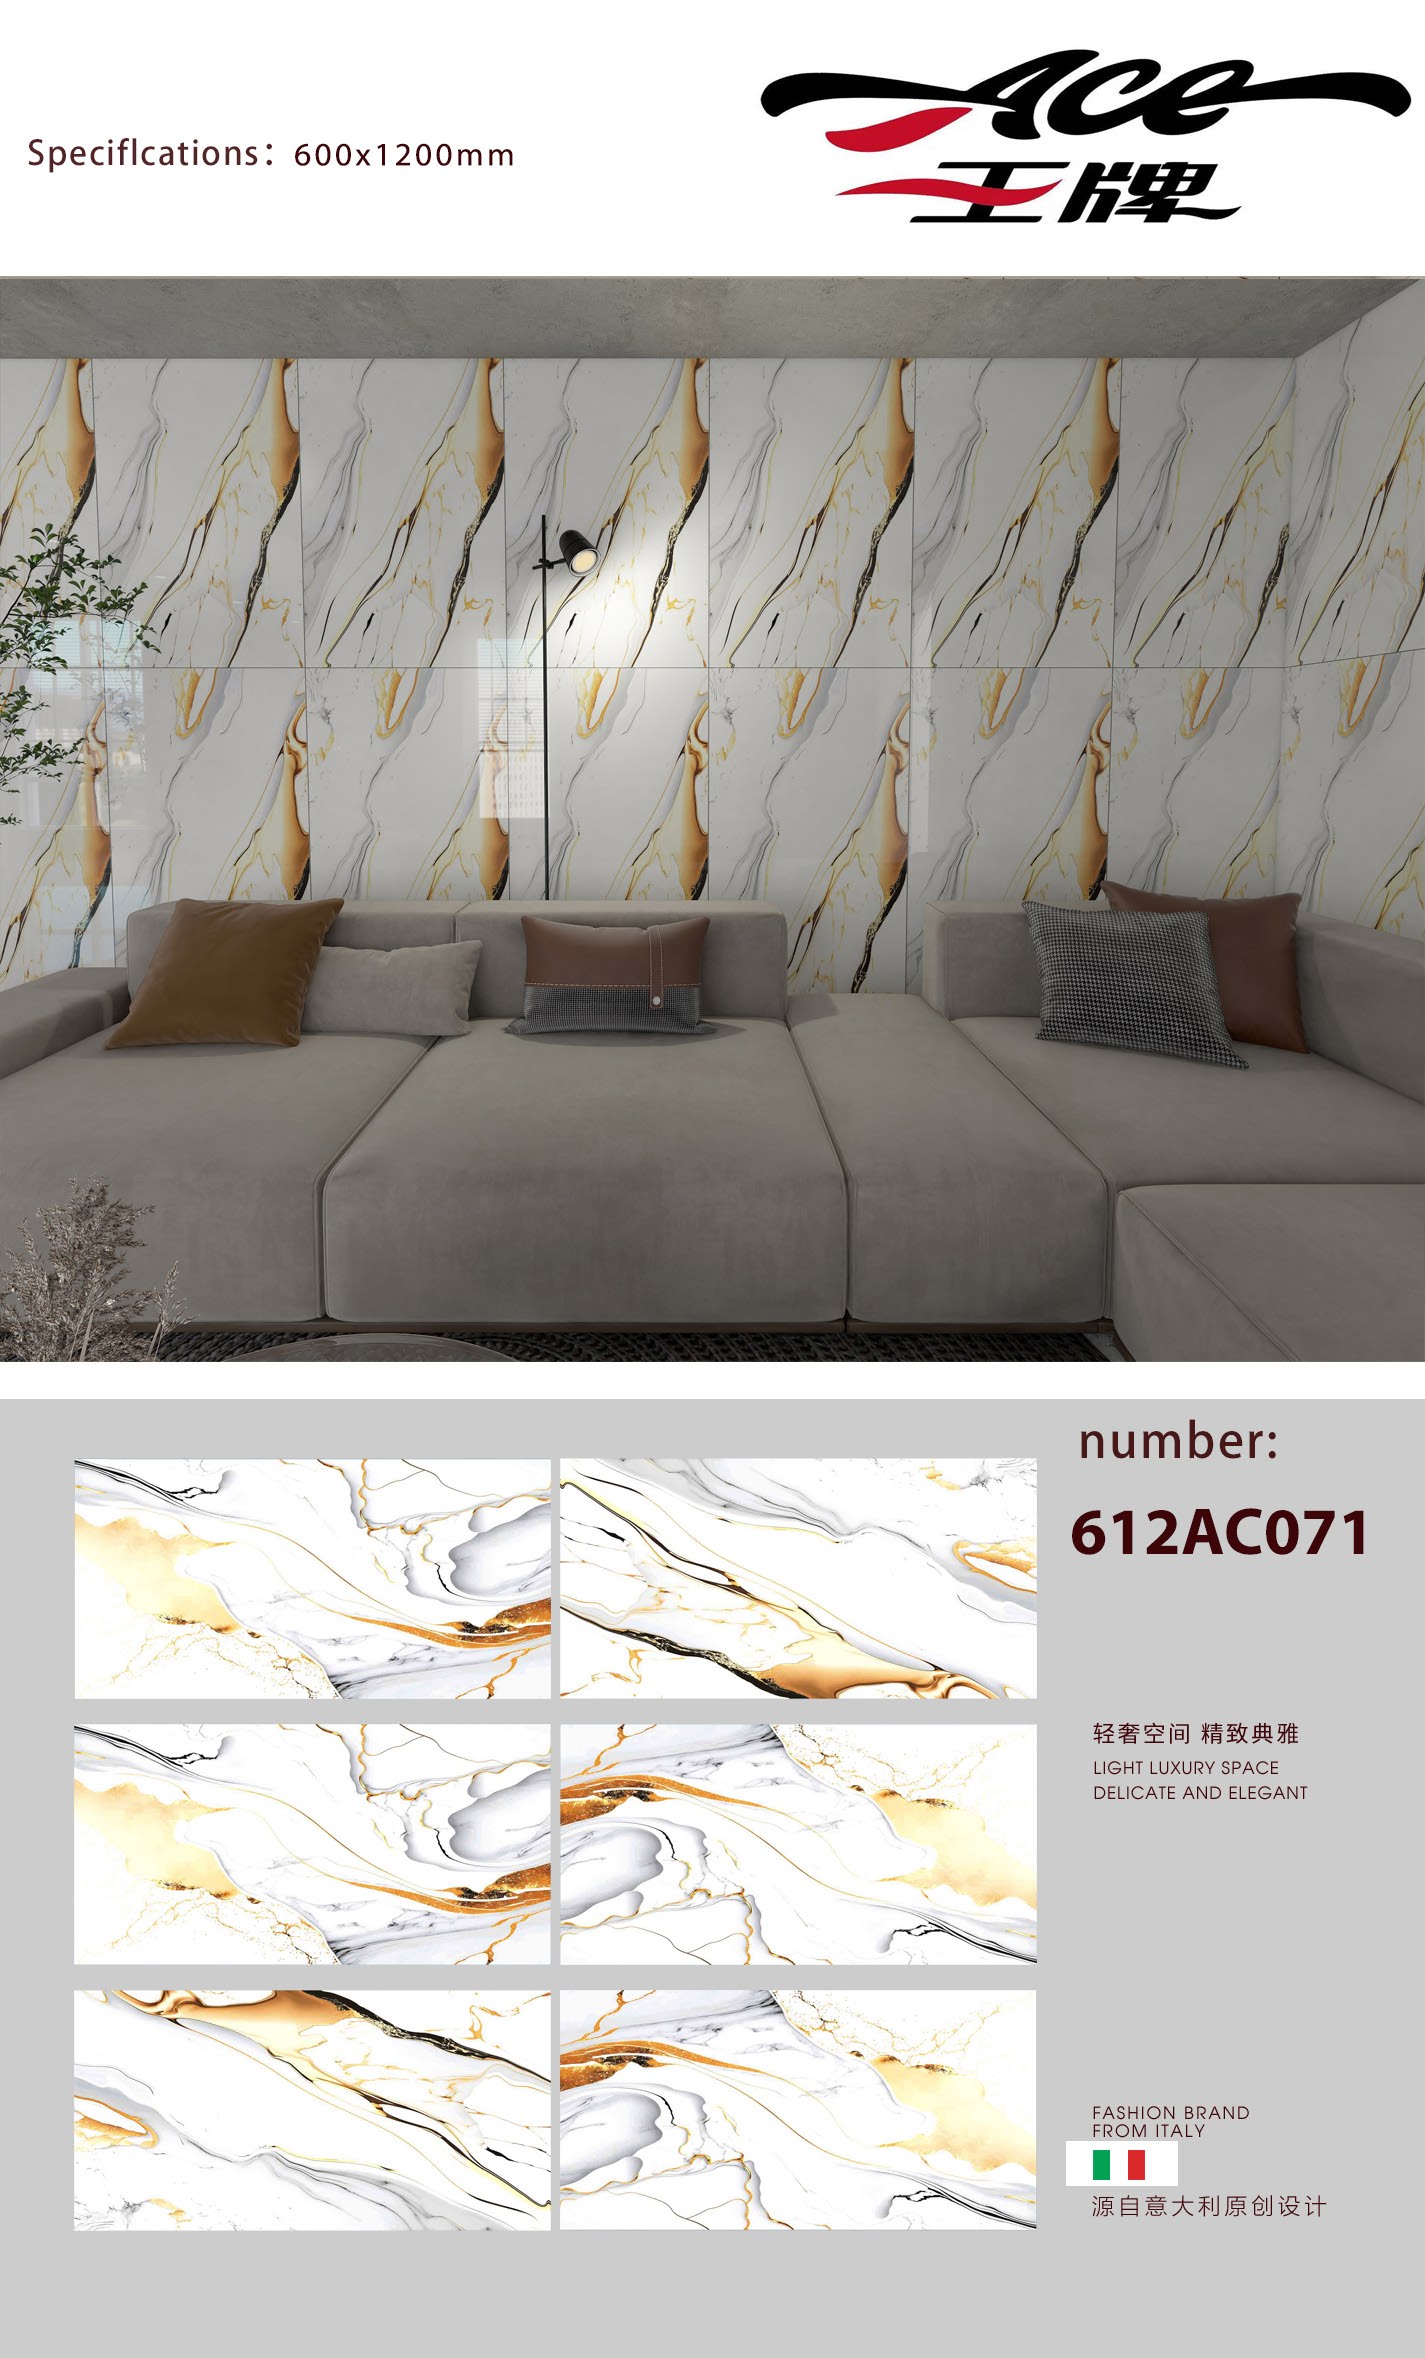 Ace
王牌
Speciflcations：600x1200mm
number:
612AC071
轻奢空间 精致典雅
LIGHT LUXURY SPACE
DELICATE AND ELEGANT
FASHION BRAND
FROM ITALY
源自意大利原创设计